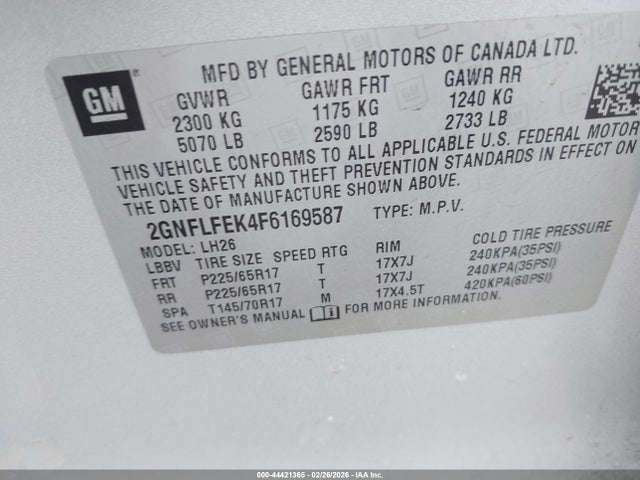 MFD BY GENERAL MOTORS OF CANADA LTD.
GM ®
GVWR GAWR FRT GAWR RR
2300 KG 1175 KG 1240 KG
5070 LB 2590 LB 2733 LB
THIS VEHICLE CONFORMS TO ALL APPLICABLE U.S. FEDERAL MOTOR
VEHICLE SAFETY AND THEFT PREVENTION STANDARDS IN EFFECT ON
THE DATE OF MANUFACTURE SHOWN ABOVE.
2GNFLFEK4F6169587 TYPE: M.P.V.
MODEL: LH26
LBBV TIRE SIZE SPEED RTG RIM COLD TIRE PRESSURE
FRT P225/65R17 T 17X7J 240KPA(35PSI)
RR P225/65R17 T 17X7J 240KPA(35PSI)
SPA T145/70R17 M 17X4.5T 420KPA(60PSI)
SEE OWNER'S MANUAL FOR MORE INFORMATION.
000-44421365 - 02/26/2026 - IAA Inc.